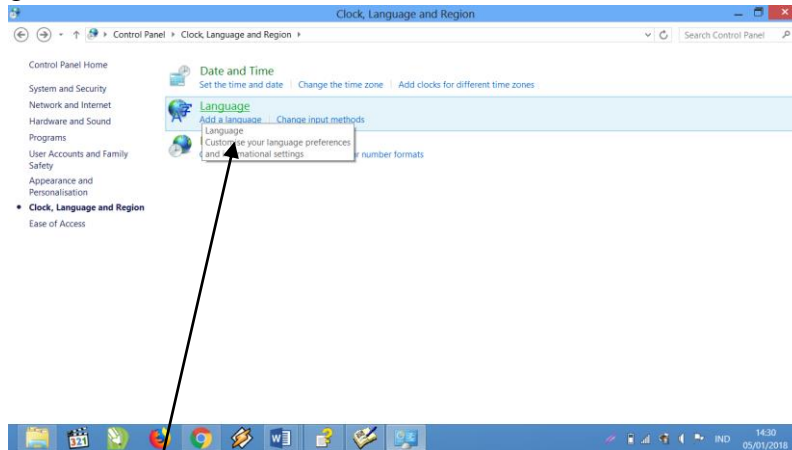 Clock, Language and Region
Control Panel Clock, Language and Region
Search Control Panel
Control Panel Home
System and Security
Network and Internet
Hardware and Sound
Programs
User Accounts and Family
Safety
Appearance and
Personalisation
Clock, Language and Region
Ease of Access
Date and Time
Set the time and date Change the time zone Add clocks for different time zones
Language
Add a language Change input methods
Language
Customise your language preferences
and international settings
number formats
321
IND
14:30
05/01/2018